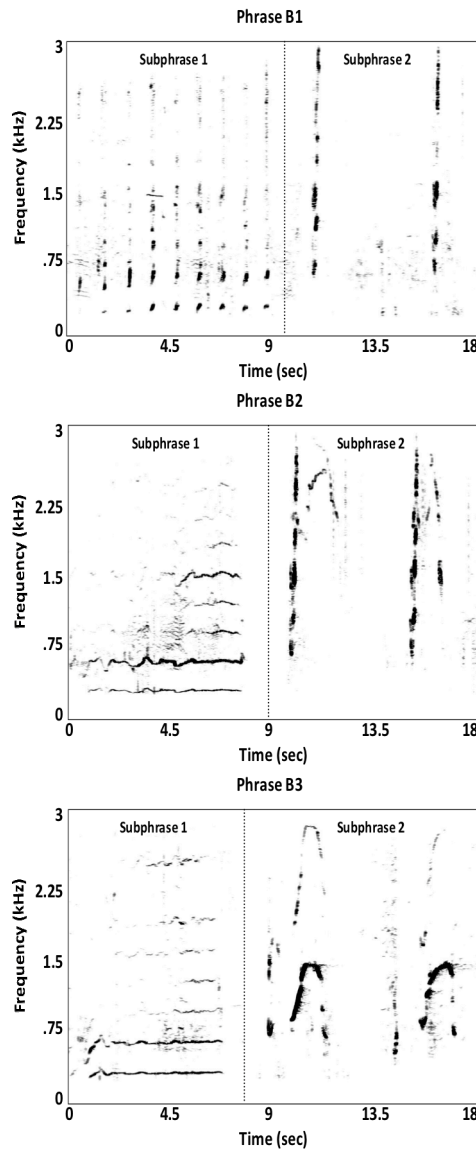 Phrase B1
Subphrase 1
Subphrase 2
3
2.25
1.5
.75
0
Frequency (kHz)
0
4.5
9
13.5
18
Time (sec)
Phrase B2
Subphrase 1
Subphrase 2
3
2.25
1.5
.75
0
Frequency (kHz)
0
4.5
9
13.5
18
Time (sec)
Phrase B3
Subphrase 1
Subphrase 2
3
2.25
1.5
.75
0
Frequency (kHz)
0
4.5
9
13.5
18
Time (sec)